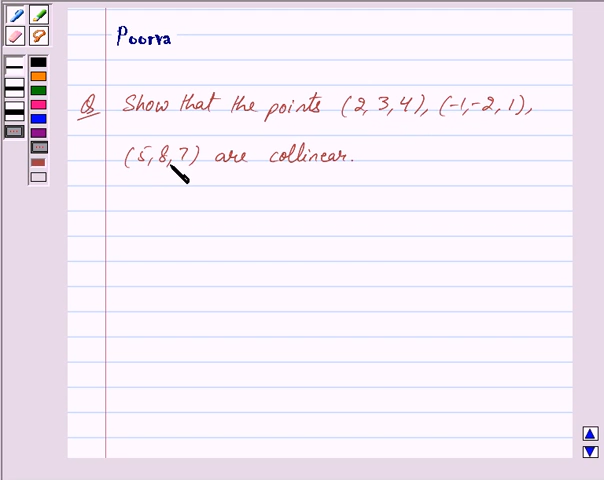 Poorva
Q Show that the points (2, 3, 4), (-1, -2, 1),
(5, 8, 7) are collinear.